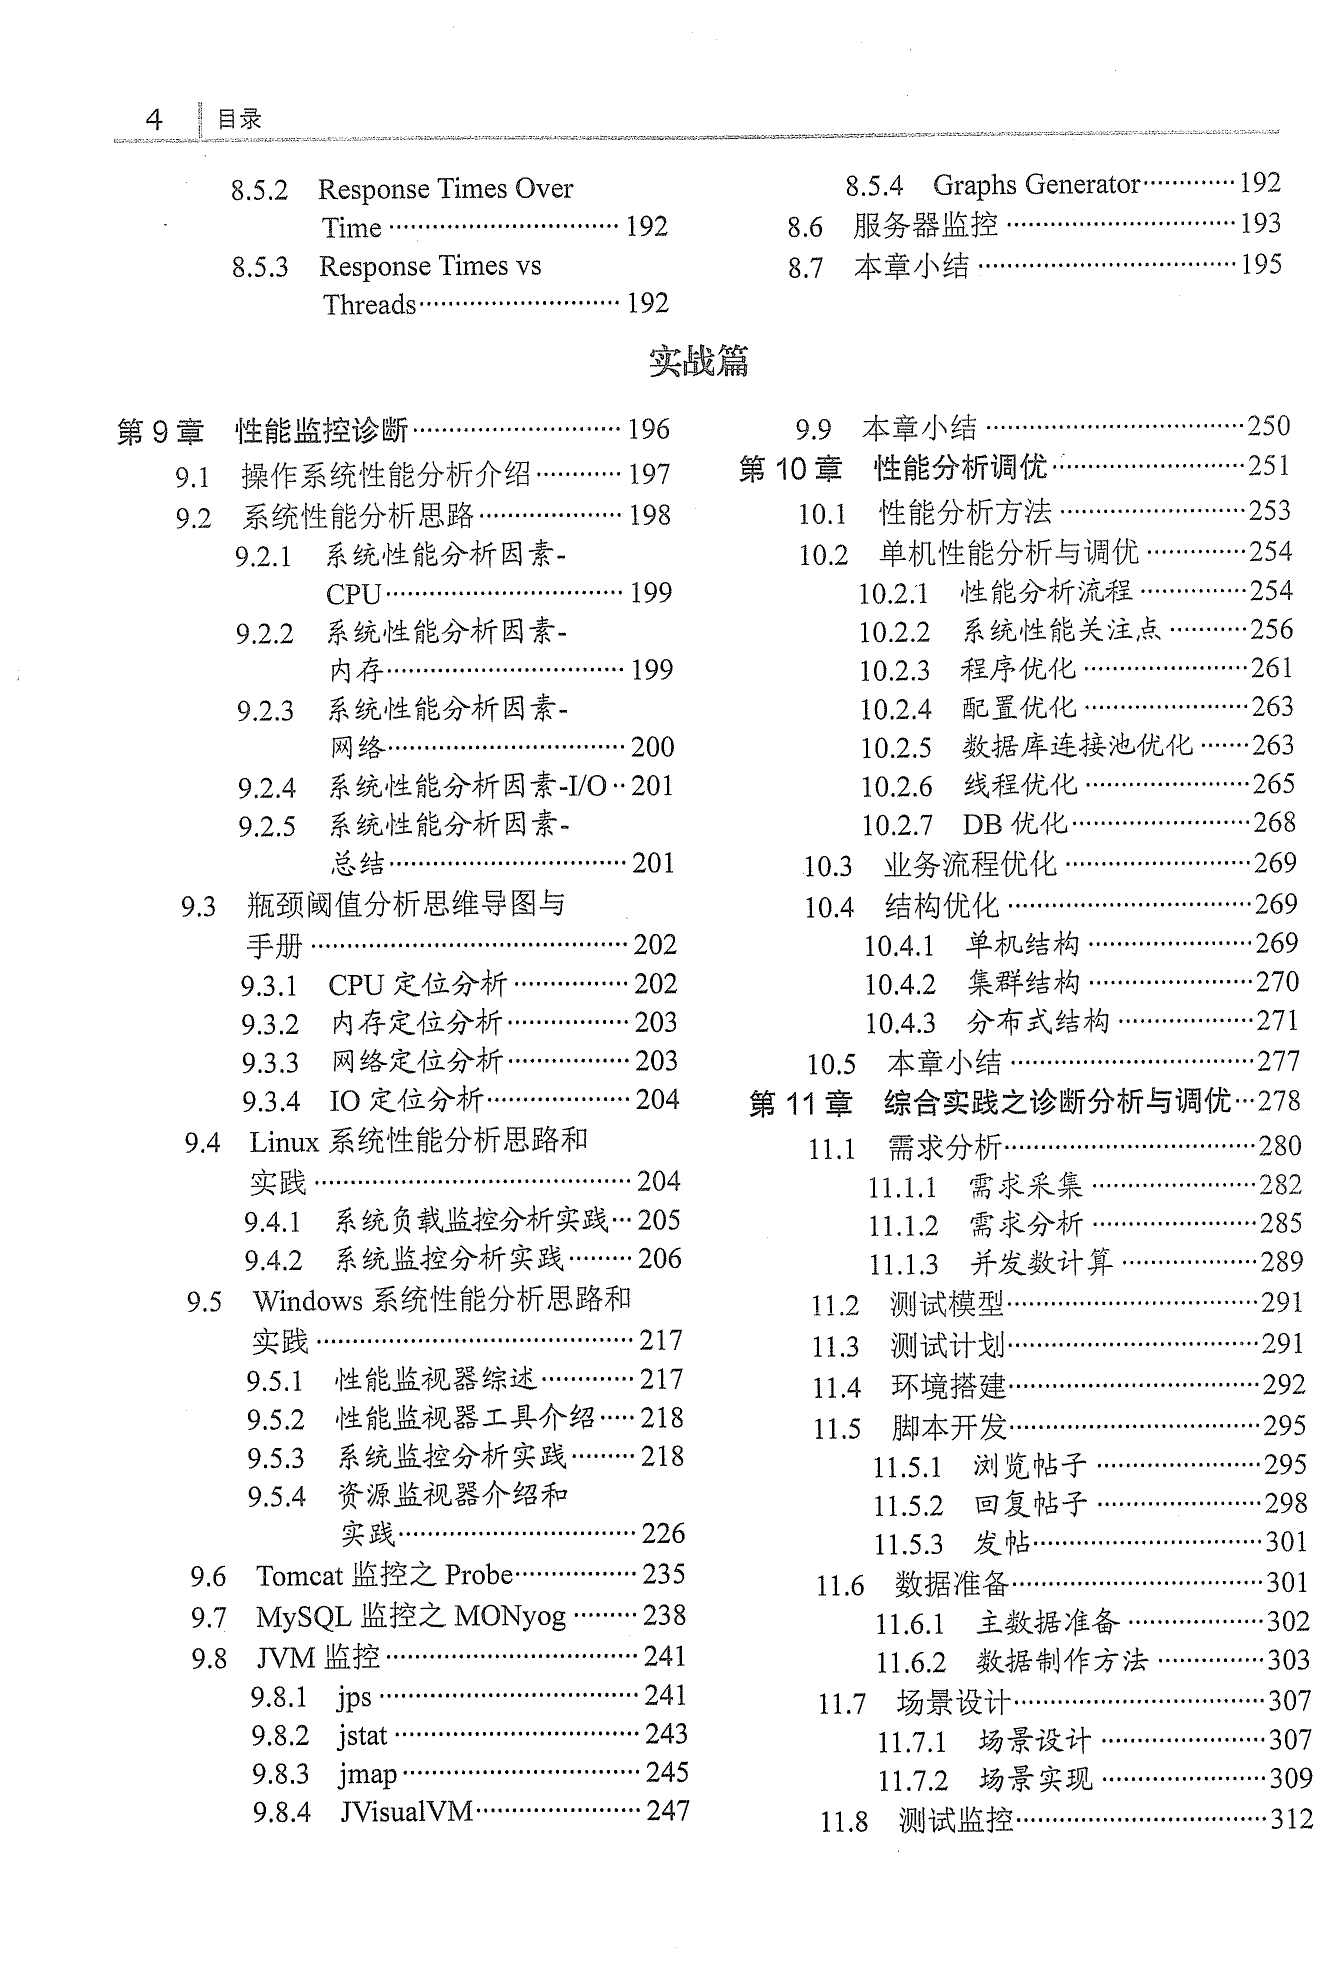 4 目录
8.5.2 Response Times Over
Time ………………………… 192
8.5.3 Response Times vs
Threads……………………… 192
8.5.4 Graphs Generator…………192
8.6 服务器监控 …………………………193
8.7 本章小结 ……………………………195
实战篇
第9章 性能监控诊断……………………… 196
9.1 操作系统性能分析介绍………… 197
9.2 系统性能分析思路……………… 198
9.2.1 系统性能分析因素-
CPU………………………… 199
9.2.2 系统性能分析因素-
内存………………………… 199
9.2.3 系统性能分析因素-
网络………………………… 200
9.2.4 系统性能分析因素-I/O·· 201
9.2.5 系统性能分析因素-
总结………………………… 201
9.3 瓶颈阈值分析思维导图与
手册 ………………………………… 202
9.3.1 CPU 定位分析…………… 202
9.3.2 内存定位分析…………… 203
9.3.3 网络定位分析…………… 203
9.3.4 IO 定位分析……………… 204
9.4 Linux 系统性能分析思路和
实践 ………………………………… 204
9.4.1 系统负载监控分析实践… 205
9.4.2 系统监控分析实践……… 206
9.5 Windows 系统性能分析思路和
实践 ………………………………… 217
9.5.1 性能监视器综述………… 217
9.5.2 性能监视器工具介绍····· 218
9.5.3 系统监控分析实践……… 218
9.5.4 资源监视器介绍和
实践………………………… 226
9.6 Tomcat 监控之 Probe…………… 235
9.7 MySQL 监控之 MONyog ……… 238
9.8 JVM 监控 ………………………… 241
9.8.1 jps ………………………… 241
9.8.2 jstat ………………………… 243
9.8.3 jmap………………………… 245
9.8.4 JVisualVM………………… 247
9.9 本章小结 ……………………………250
第10章 性能分析调优……………………251
10.1 性能分析方法 ……………………253
10.2 单机性能分析与调优 …………254
10.2.1 性能分析流程 ……………254
10.2.2 系统性能关注点 …………256
10.2.3 程序优化 …………………261
10.2.4 配置优化 …………………263
10.2.5 数据库连接池优化 ·······263
10.2.6 线程优化 …………………265
10.2.7 DB 优化……………………268
10.3 业务流程优化 ……………………269
10.4 结构优化 …………………………269
10.4.1 单机结构 …………………269
10.4.2 集群结构 …………………270
10.4.3 分布式结构 ………………271
10.5 本章小结 …………………………277
第11章 综合实践之诊断分析与调优…278
11.1 需求分析……………………………280
11.1.1 需求采集 …………………282
11.1.2 需求分析 …………………285
11.1.3 并发数计算 ………………289
11.2 测试模型……………………………291
11.3 测试计划……………………………291
11.4 环境搭建……………………………292
11.5 脚本开发……………………………295
11.5.1 浏览帖子 …………………295
11.5.2 回复帖子 …………………298
11.5.3 发帖…………………………301
11.6 数据准备……………………………301
11.6.1 主数据准备 ………………302
11.6.2 数据制作方法 ……………303
11.7 场景设计……………………………307
11.7.1 场景设计 …………………307
11.7.2 场景实现 …………………309
11.8 测试监控……………………………312